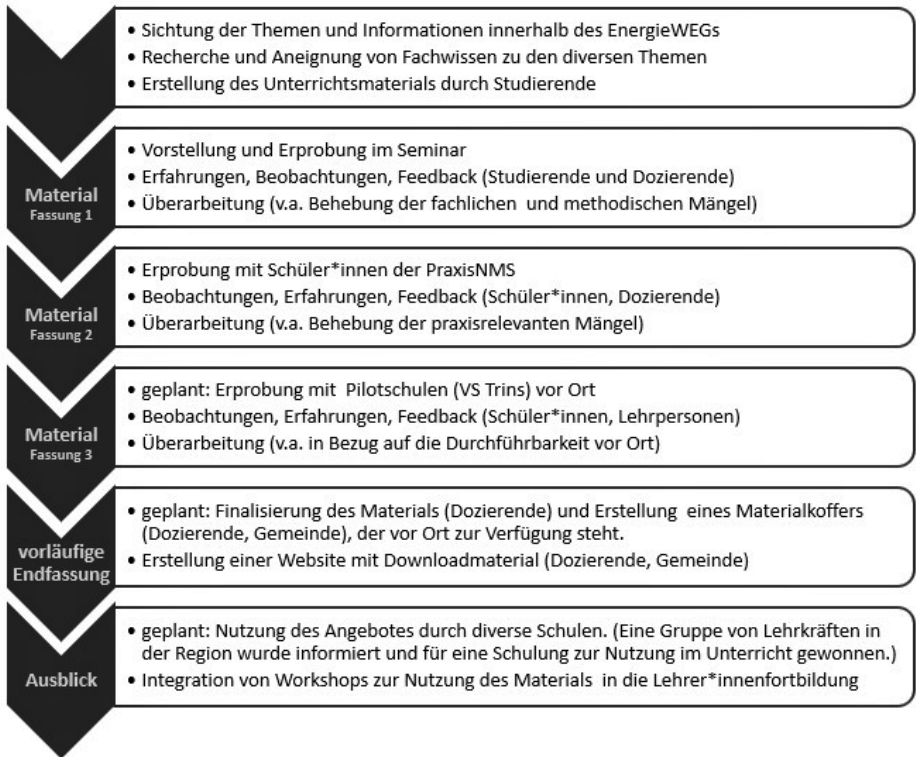 • Sichtung der Themen und Informationen innerhalb des EnergieWEGs
• Recherche und Aneignung von Fachwissen zu den diversen Themen
• Erstellung des Unterrichtsmaterials durch Studierende
Material
Fassung 1
• Vorstellung und Erprobung im Seminar
• Erfahrungen, Beobachtungen, Feedback (Studierende und Dozierende)
• Überarbeitung (v.a. Behebung der fachlichen und methodischen Mängel)
Material
Fassung 2
• Erprobung mit Schüler*innen der PraxisNMS
• Beobachtungen, Erfahrungen, Feedback (Schüler*innen, Dozierende)
• Überarbeitung (v.a. Behebung der praxisrelevanten Mängel)
Material
Fassung 3
• geplant: Erprobung mit Pilotschulen (VS Trins) vor Ort
• Beobachtungen, Erfahrungen, Feedback (Schüler*innen, Lehrpersonen)
• Überarbeitung (v.a. in Bezug auf die Durchführbarkeit vor Ort)
vorläufige
Endfassung
• geplant: Finalisierung des Materials (Dozierende) und Erstellung eines Materialkoffers
(Dozierende, Gemeinde), der vor Ort zur Verfügung steht.
• Erstellung einer Website mit Downloadmaterial (Dozierende, Gemeinde)
Ausblick
• geplant: Nutzung des Angebotes durch diverse Schulen. (Eine Gruppe von Lehrkräften in
der Region wurde informiert und für eine Schulung zur Nutzung im Unterricht gewonnen.)
• Integration von Workshops zur Nutzung des Materials in die Lehrer*innenfortbildung